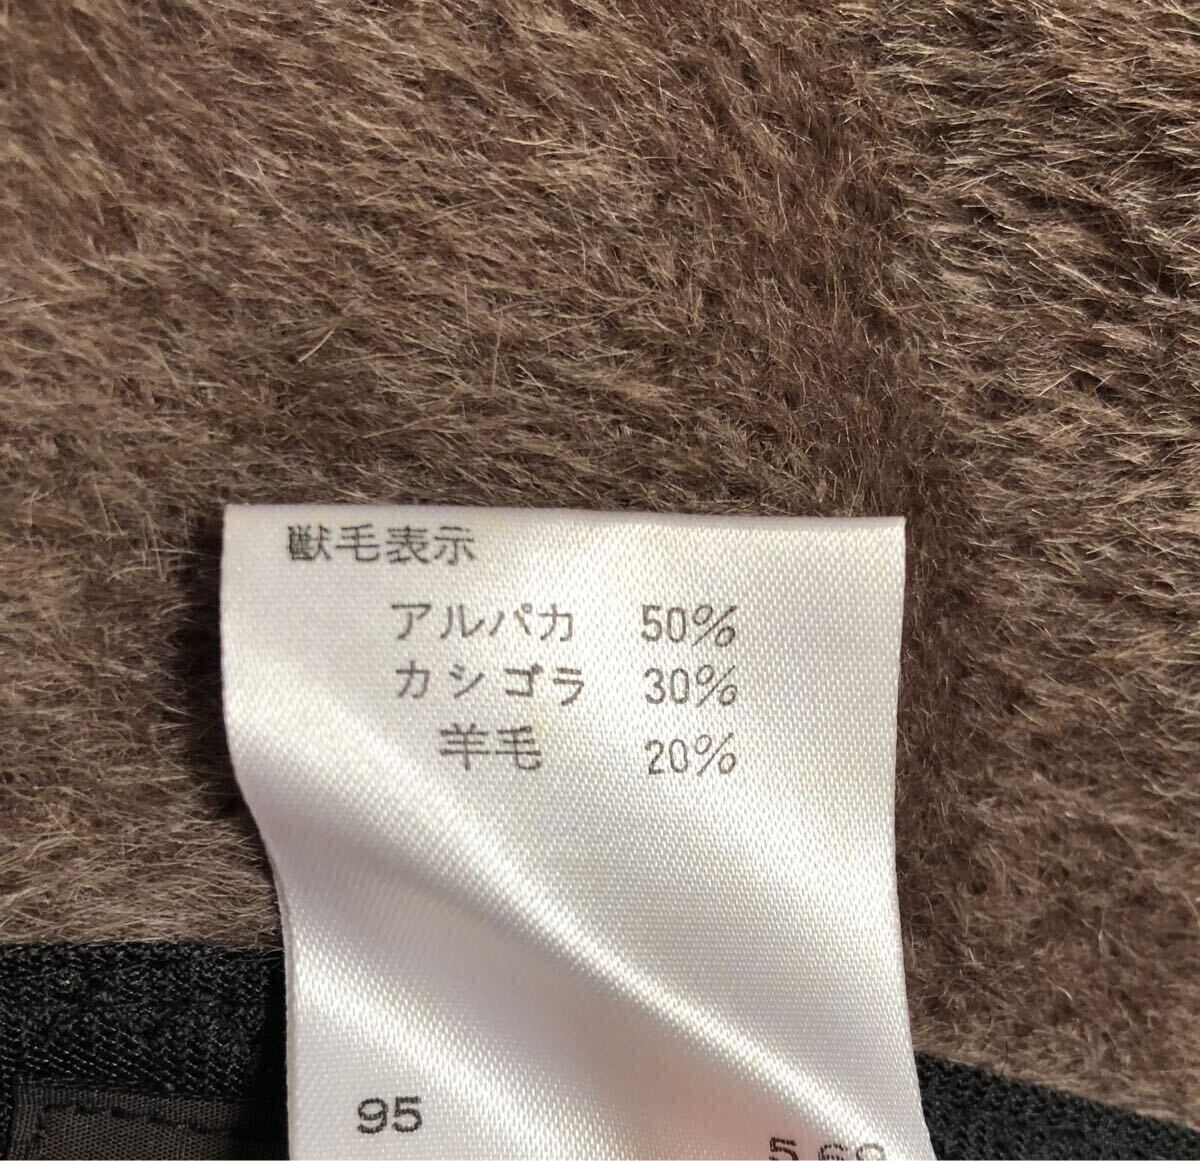 獣毛表示
アルパカ 50%
カシゴラ 30%
羊毛 20%
95